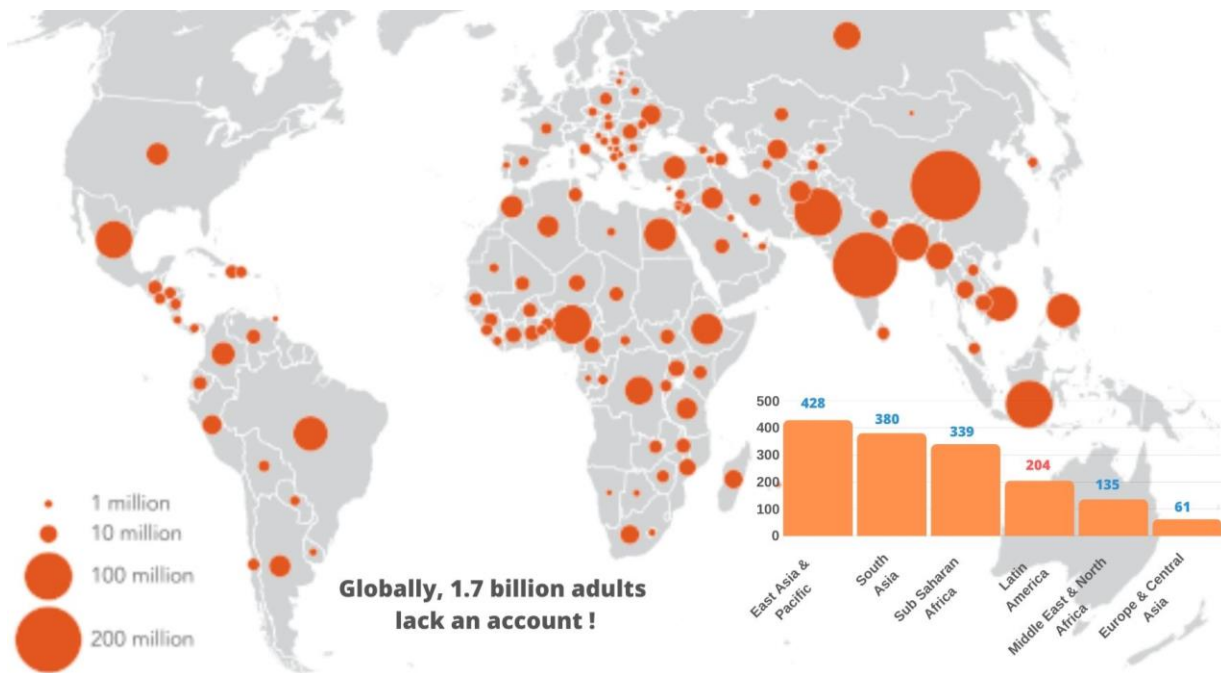 1 million
10 million
100 million
200 million
Globally, 1.7 billion adults
lack an account !
500
400
300
200
100
0
428
380
339
204
135
61
East Asia &
Pacific
South
Asia
Sub Saharan
Africa
Latin
America
Middle East & North
Africa
Europe & Central
Asia